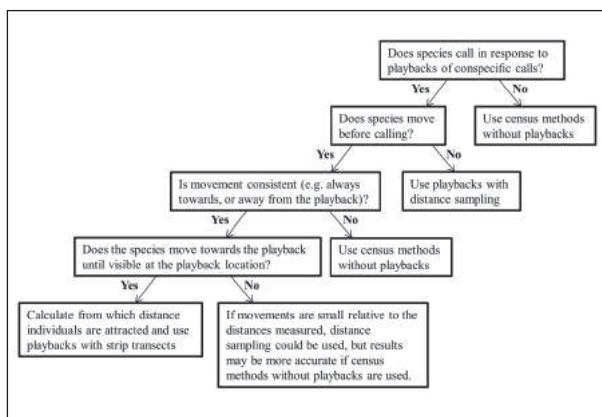 Does species call in response to
playbacks of conspecific calls?
Yes
No
Does species move
before calling?
Use census methods
without playbacks
Yes
No
Is movement consistent (e.g. always
towards, or away from the playback)?
Use playbacks with
distance sampling
Yes
No
Does the species move towards the playback
until visible at the playback location?
Use census methods
without playbacks
Yes
No
Calculate from which distance
individuals are attracted and use
playbacks with strip transects
If movements are small relative to the
distances measured, distance
sampling could be used, but results
may be more accurate if census
methods without playbacks are used.